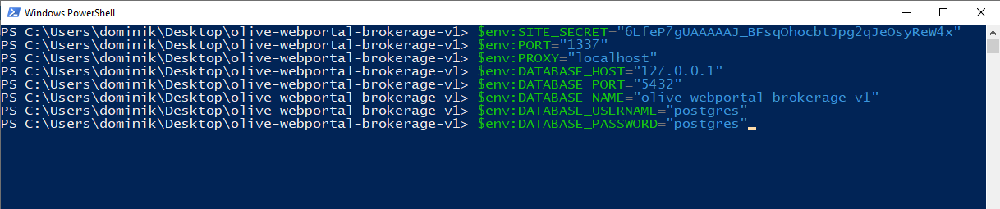 Windows PowerShell
PS C:\Users\dominik\Desktop\olive-webportal-brokerage-v1> $env:SITE_SECRET="6LfeP7gUAAAAAJ_BFsqOhocbtJpg2qJeOsyReW4x"
PS C:\Users\dominik\Desktop\olive-webportal-brokerage-v1> $env:PORT="1337"
PS C:\Users\dominik\Desktop\olive-webportal-brokerage-v1> $env:PROXY="localhost"
PS C:\Users\dominik\Desktop\olive-webportal-brokerage-v1> $env:DATABASE_HOST="127.0.0.1"
PS C:\Users\dominik\Desktop\olive-webportal-brokerage-v1> $env:DATABASE_PORT="5432"
PS C:\Users\dominik\Desktop\olive-webportal-brokerage-v1> $env:DATABASE_NAME="olive-webportal-brokerage-v1"
PS C:\Users\dominik\Desktop\olive-webportal-brokerage-v1> $env:DATABASE_USERNAME="postgres"
PS C:\Users\dominik\Desktop\olive-webportal-brokerage-v1> $env:DATABASE_PASSWORD="postgres"